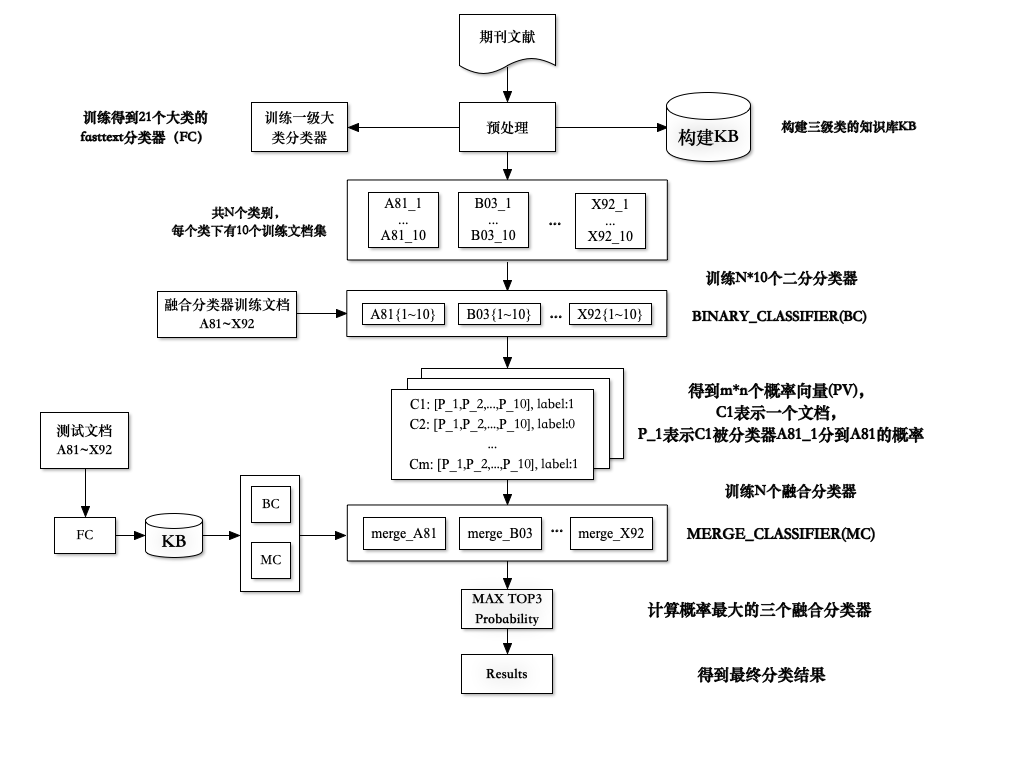 期刊文献
训练得到21个大类的
fasttext分类器（FC）
训练一级大
类分类器
预处理
构建KB
构建三级类的知识库KB
共N个类别，
每个类下有10个训练文档集
A81_1
...
A81_10
B03_1
...
B03_10
...
X92_1
...
X92_10
训练N*10个二分分类器
融合分类器训练文档
A81~X92
A81{1~10}
B03{1~10}
...
X92{1~10}
BINARY_CLASSIFIER(BC)
C1: [P_1,P_2,...,P_10], label:1
C2: [P_1,P_2,...,P_10], label:0
...
Cm: [P_1,P_2,...,P_10], label:1
得到m*n个概率向量(PV)，
C1表示一个文档，
P_1表示C1被分类器A81_1分到A81的概率
测试文档
A81~X92
训练N个融合分类器
FC
KB
BC
MC
merge_A81
merge_B03
...
merge_X92
MERGE_CLASSIFIER(MC)
MAX TOP3
Probability
计算概率最大的三个融合分类器
Results
得到最终分类结果